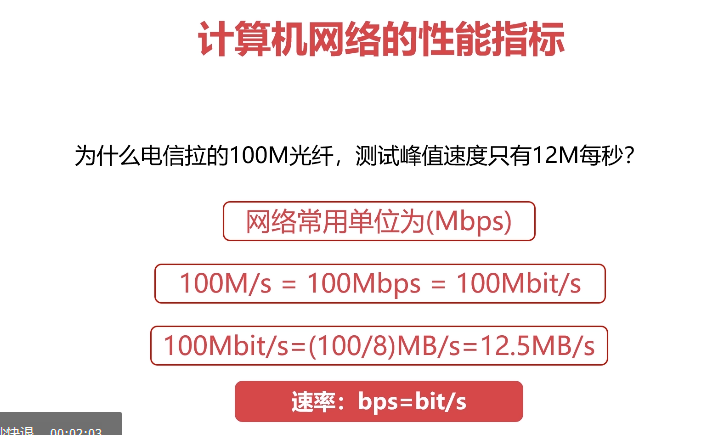 计算机网络的性能指标
为什么电信拉的100M光纤，测试峰值速度只有12M每秒？
网络常用单位为(Mbps)
100M/s = 100Mbps = 100Mbit/s
100Mbit/s=(100/8)MB/s=12.5MB/s
速率：bps=bit/s
快退 00:02:03